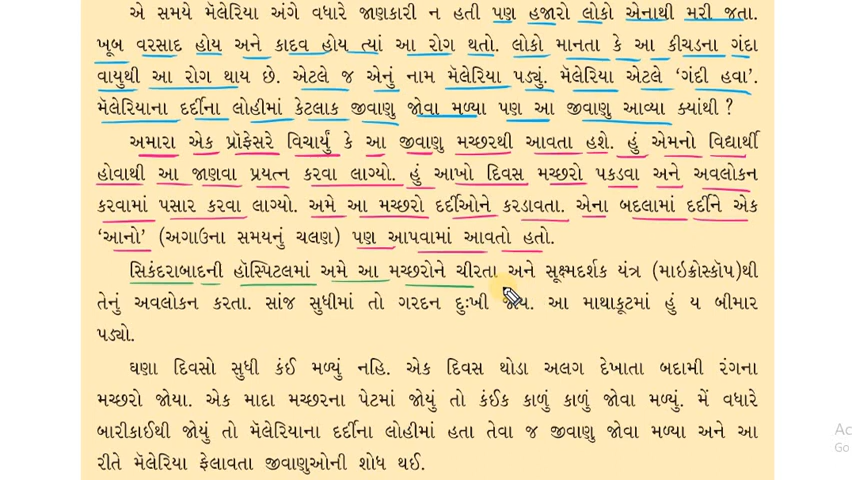 એ સમયે મૅલેરિયા અંગે વધારે જાણકારી ન હતી પણ હજારો લોકો એનાથી મરી જતા.
ખૂબ વરસાદ હોય અને કાદવ હોય ત્યાં આ રોગ થતો. લોકો માનતા કે આ કીચડના ગંદા
વાયુથી આ રોગ થાય છે. એટલે જ એનું નામ મૅલેરિયા પડ્યું. મૅલેરિયા એટલે ‘ગંદી હવા’.
મૅલેરિયાના દર્દીના લોહીમાં કેટલાક જીવાણુ જોવા મળ્યા પણ આ જીવાણુ આવ્યા ક્યાંથી ?
અમારા એક પ્રૉફેસરે વિચાર્યું કે આ જીવાણુ મચ્છરથી આવતા હશે. હું એમનો વિદ્યાર્થી
હોવાથી આ જાણવા પ્રયત્ન કરવા લાગ્યો. હું આખો દિવસ મચ્છરો પકડવા અને અવલોકન
કરવામાં પસાર કરવા લાગ્યો. અમે આ મચ્છરો દર્દીઓને કરડાવતા. એના બદલામાં દર્દીને એક
‘આનો’ (અગાઉના સમયનું ચલણ) પણ આપવામાં આવતો હતો.
સિકંદરાબાદની હૉસ્પિટલમાં અમે આ મચ્છરોને ચીરતા અને સૂક્ષ્મદર્શક યંત્ર (માઇક્રોસ્કૉપ)થી
તેનું અવલોકન કરતા. સાંજ સુધીમાં તો ગરદન દુઃખી જાય. આ માથાકૂટમાં હું ય બીમાર
પડ્યો.
ઘણા દિવસો સુધી કંઈ મળ્યું નહિ. એક દિવસ થોડા અલગ દેખાતા બદામી રંગના
મચ્છરો જોયા. એક માદા મચ્છરના પેટમાં જોયું તો કંઈક કાળું કાળું જોવા મળ્યું. મેં વધારે
બારીકાઈથી જોયું તો મૅલેરિયાના દર્દીના લોહીમાં હતા તેવા જ જીવાણુ જોવા મળ્યા અને આ
રીતે મૅલેરિયા ફેલાવતા જીવાણુઓની શોધ થઈ.